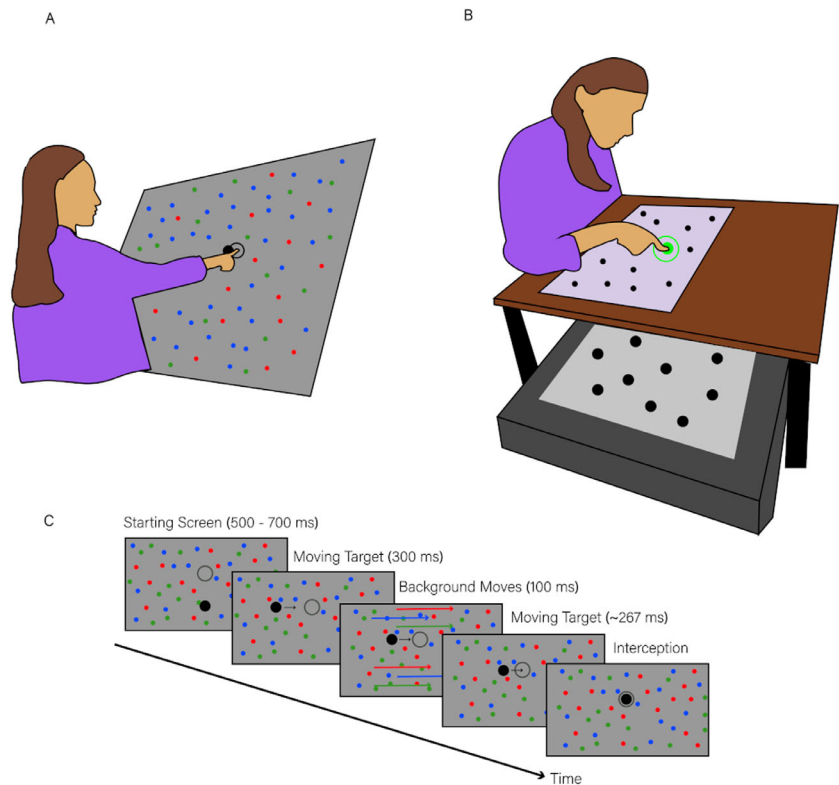 A
B
C
Starting Screen (500 - 700 ms)
Moving Target (300 ms)
Background Moves (100 ms)
Moving Target (~267 ms)
Interception
Time